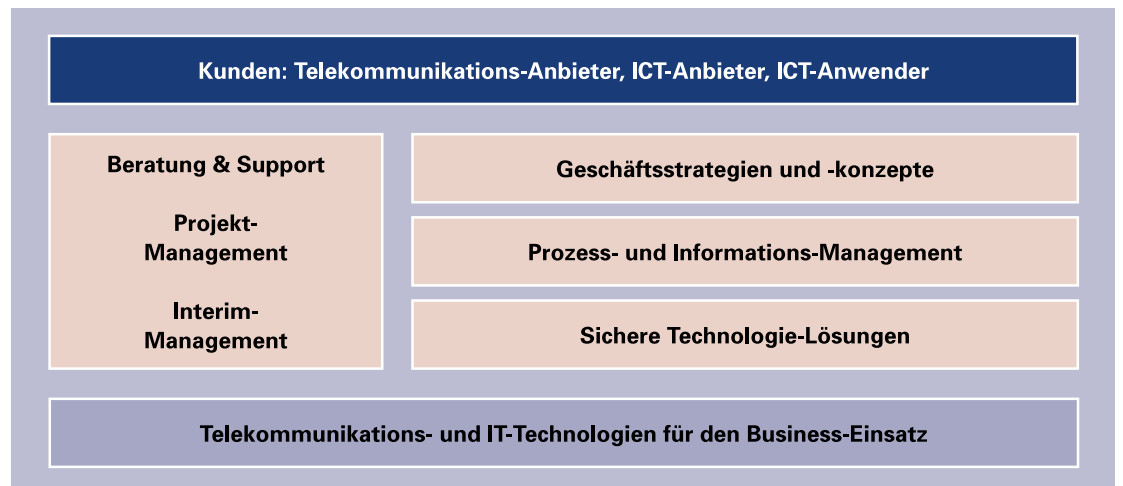 Kunden: Telekommunikations-Anbieter, ICT-Anbieter, ICT-Anwender
Beratung & Support
Projekt-
Management
Interim-
Management
Geschäftsstrategien und -konzepte
Prozess- und Informations-Management
Sichere Technologie-Lösungen
Telekommunikations- und IT-Technologien für den Business-Einsatz